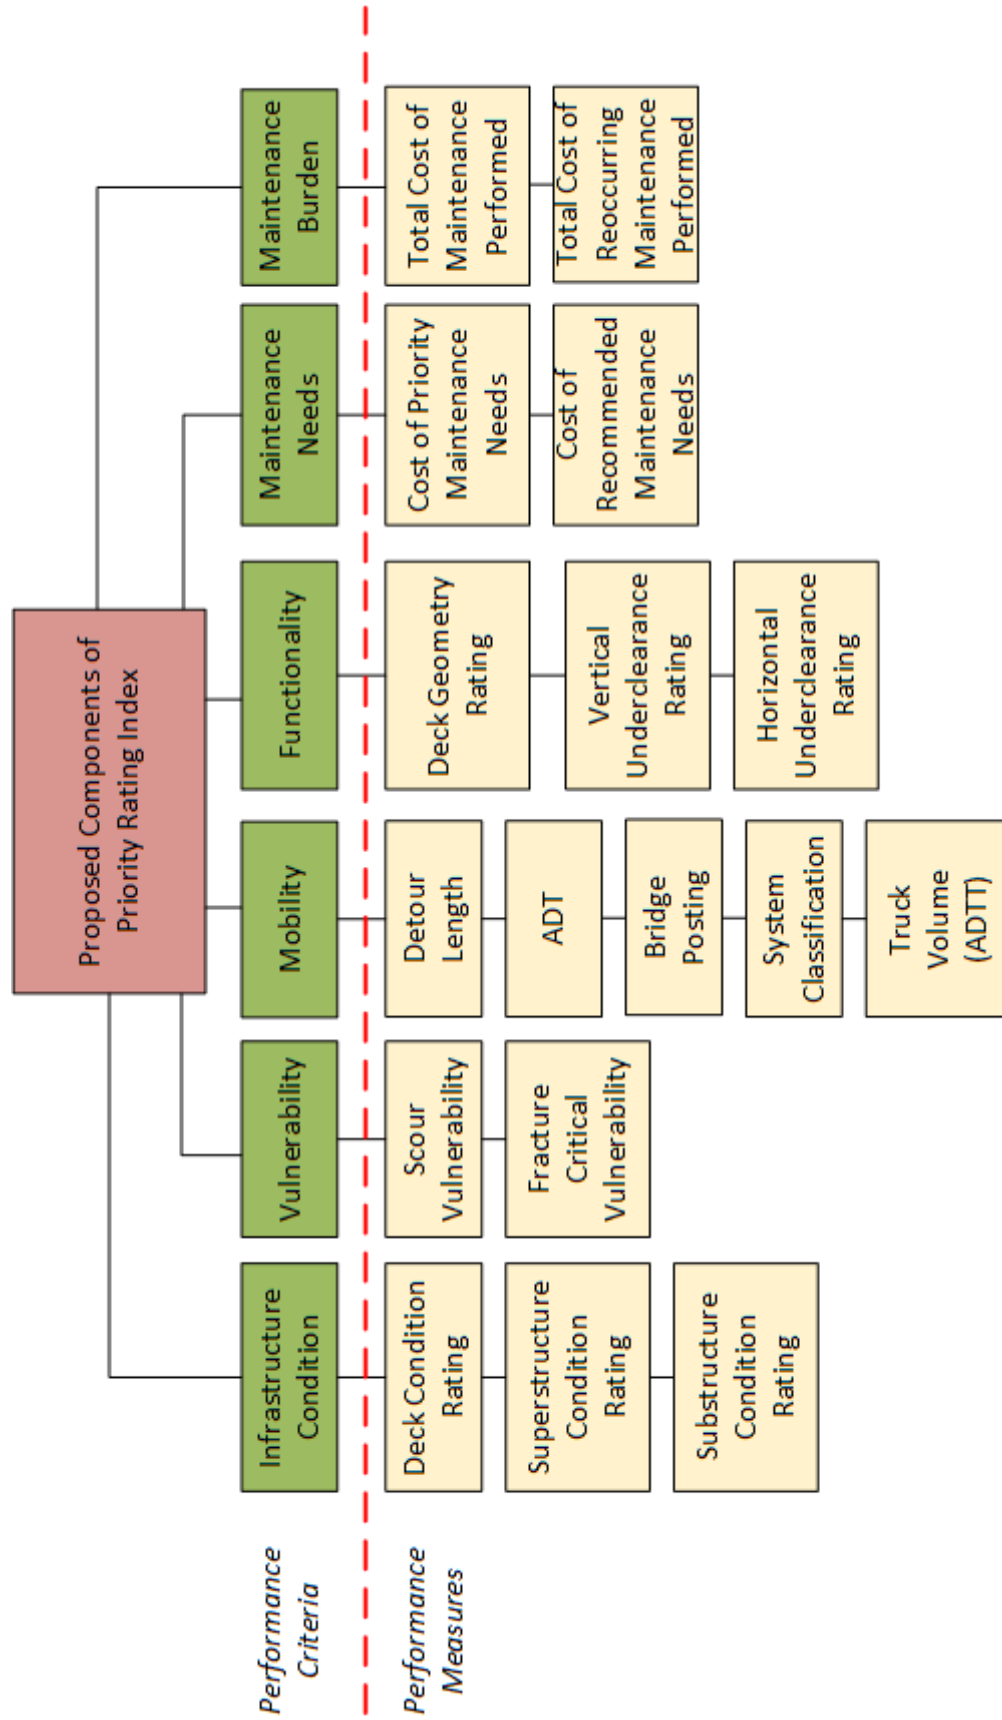 Proposed Components of
Priority Rating Index
Performance
Criteria
Infrastructure
Condition
Vulnerability
Mobility
Functionality
Maintenance
Needs
Maintenance
Burden
Performance
Measures
Deck Condition
Rating
Superstructure
Condition
Rating
Substructure
Condition
Rating
Scour
Vulnerability
Fracture
Critical
Vulnerability
Detour
Length
ADT
Bridge
Posting
System
Classification
Truck
Volume
(ADTT)
Deck Geometry
Rating
Vertical
Underclearance
Rating
Horizontal
Underclearance
Rating
Cost of Priority
Maintenance
Needs
Cost of
Recommended
Maintenance
Needs
Total Cost of
Maintenance
Performed
Total Cost of
Reoccurring
Maintenance
Performed